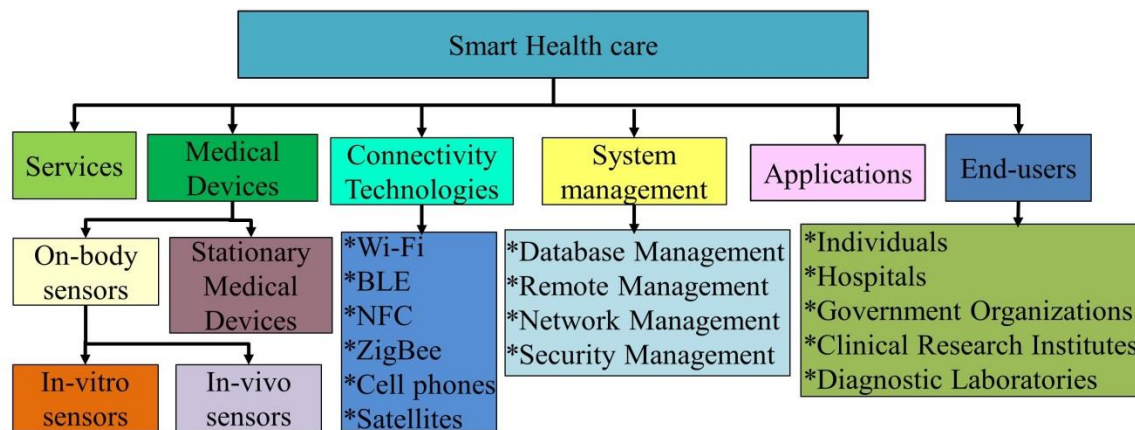 Smart Health care
Services
Medical
Devices
Connectivity
Technologies
System
management
Applications
End-users
On-body
sensors
Stationary
Medical
Devices
In-vitro
sensors
In-vivo
sensors
*Wi-Fi
*BLE
*NFC
*ZigBee
*Cell phones
*Satellites
*Database Management
*Remote Management
*Network Management
*Security Management
*Individuals
*Hospitals
*Government Organizations
*Clinical Research Institutes
*Diagnostic Laboratories